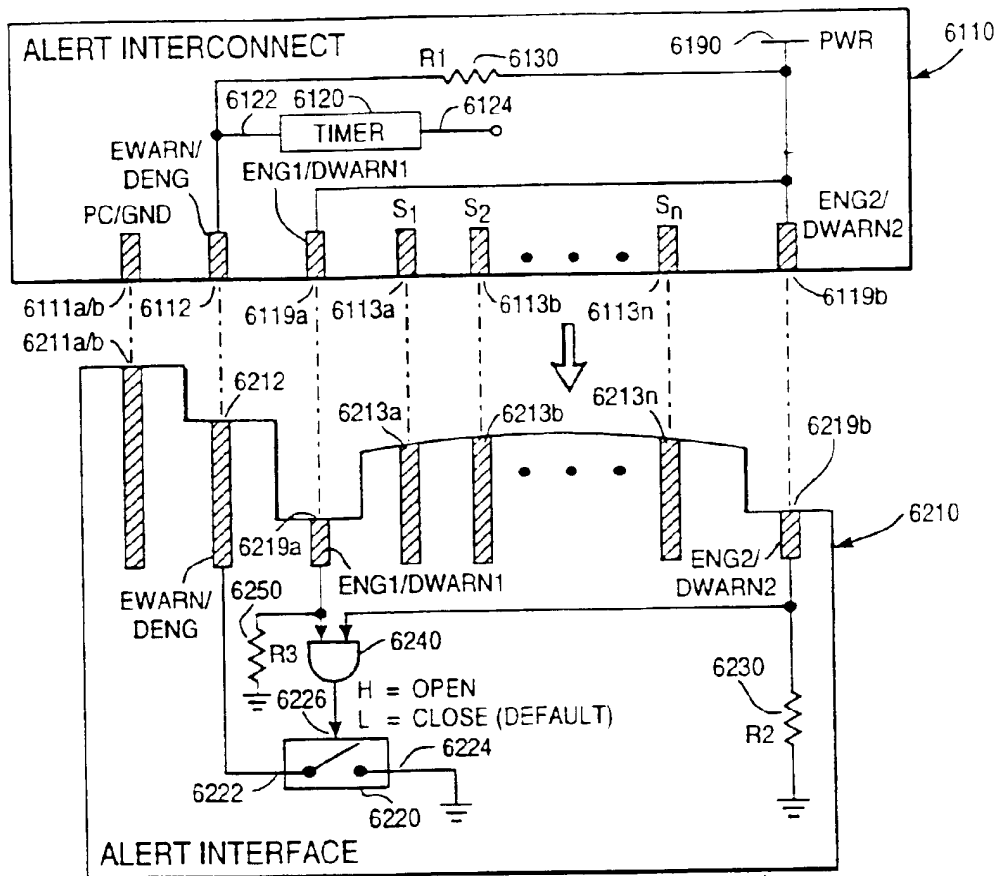 ALERT INTERCONNECT
6190
PWR
6110
R1
6130
6122
6120
6124
TIMER
EWARN/
DENG
ENG1/DWARN1
PC/GND
S1
S2
Sn
ENG2/
DWARN2
6111a/b
6112
6119a
6113a
6113b
6113n
6119b
6211a/b
6212
6213a
6213b
6213n
6219b
6210
6219a
ENG1/DWARN1
ENG2/
DWARN2
EWARN/
DENG
6250
R3
6240
6226
H = OPEN
L = CLOSE (DEFAULT)
6230
R2
6224
6222
6220
ALERT INTERFACE